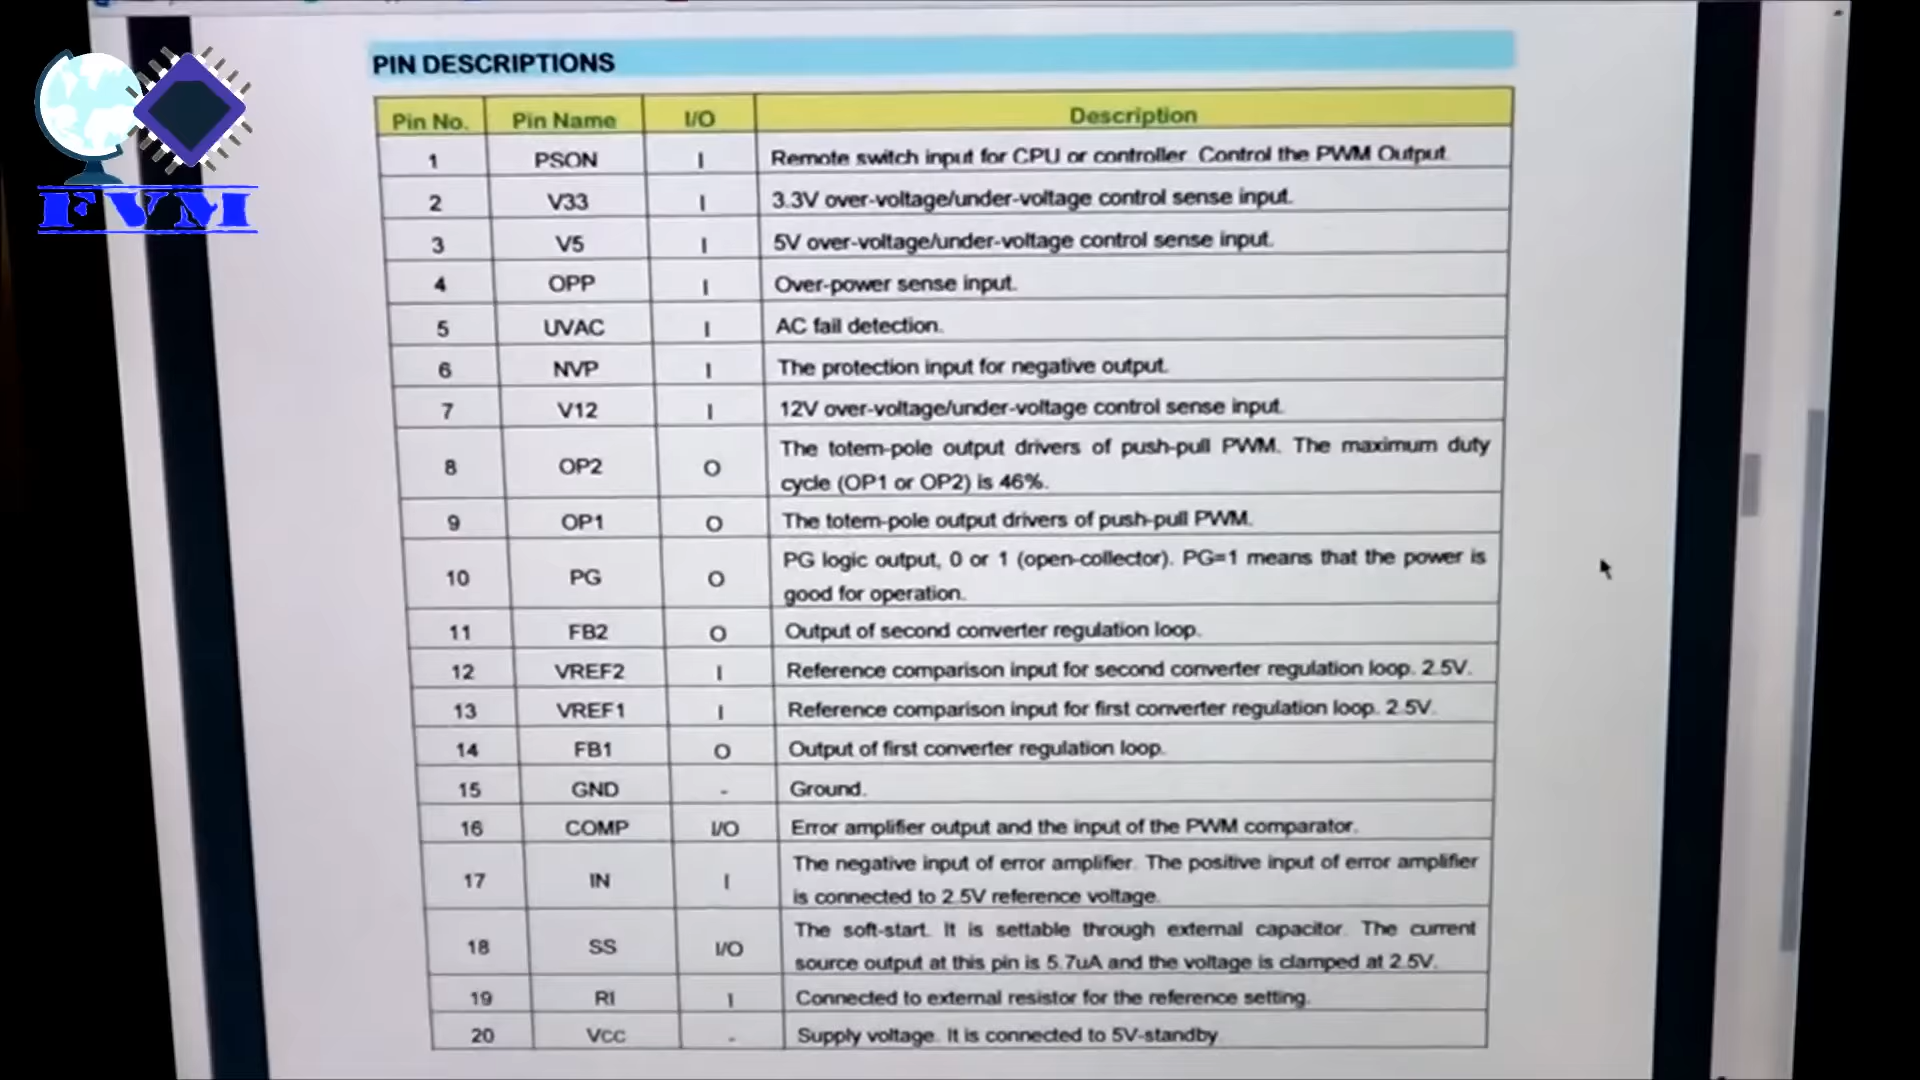 FVM
PIN DESCRIPTIONS
Pin No. Pin Name I/O Description
1 PSON I Remote switch input for CPU or controller. Control the PWM Output.
2 V33 I 3.3V over-voltage/under-voltage control sense input.
3 V5 I 5V over-voltage/under-voltage control sense input.
4 OPP I Over-power sense input.
5 UVAC I AC fail detection.
6 NVP I The protection input for negative output.
7 V12 I 12V over-voltage/under-voltage control sense input.
8 OP2 O The totem-pole output drivers of push-pull PWM. The maximum duty
cycle (OP1 or OP2) is 46%.
9 OP1 O The totem-pole output drivers of push-pull PWM.
10 PG O PG logic output, 0 or 1 (open-collector). PG=1 means that the power is
good for operation.
11 FB2 O Output of second converter regulation loop.
12 VREF2 I Reference comparison input for second converter regulation loop. 2.5V.
13 VREF1 I Reference comparison input for first converter regulation loop. 2.5V.
14 FB1 O Output of first converter regulation loop.
15 GND - Ground.
16 COMP I/O Error amplifier output and the input of the PWM comparator.
17 IN I The negative input of error amplifier. The positive input of error amplifier
is connected to 2.5V reference voltage.
18 SS I/O The soft-start. It is settable through external capacitor. The current
source output at this pin is 5.7uA and the voltage is clamped at 2.5V.
19 RI I Connected to external resistor for the reference setting.
20 VCC - Supply voltage. It is connected to 5V-standby